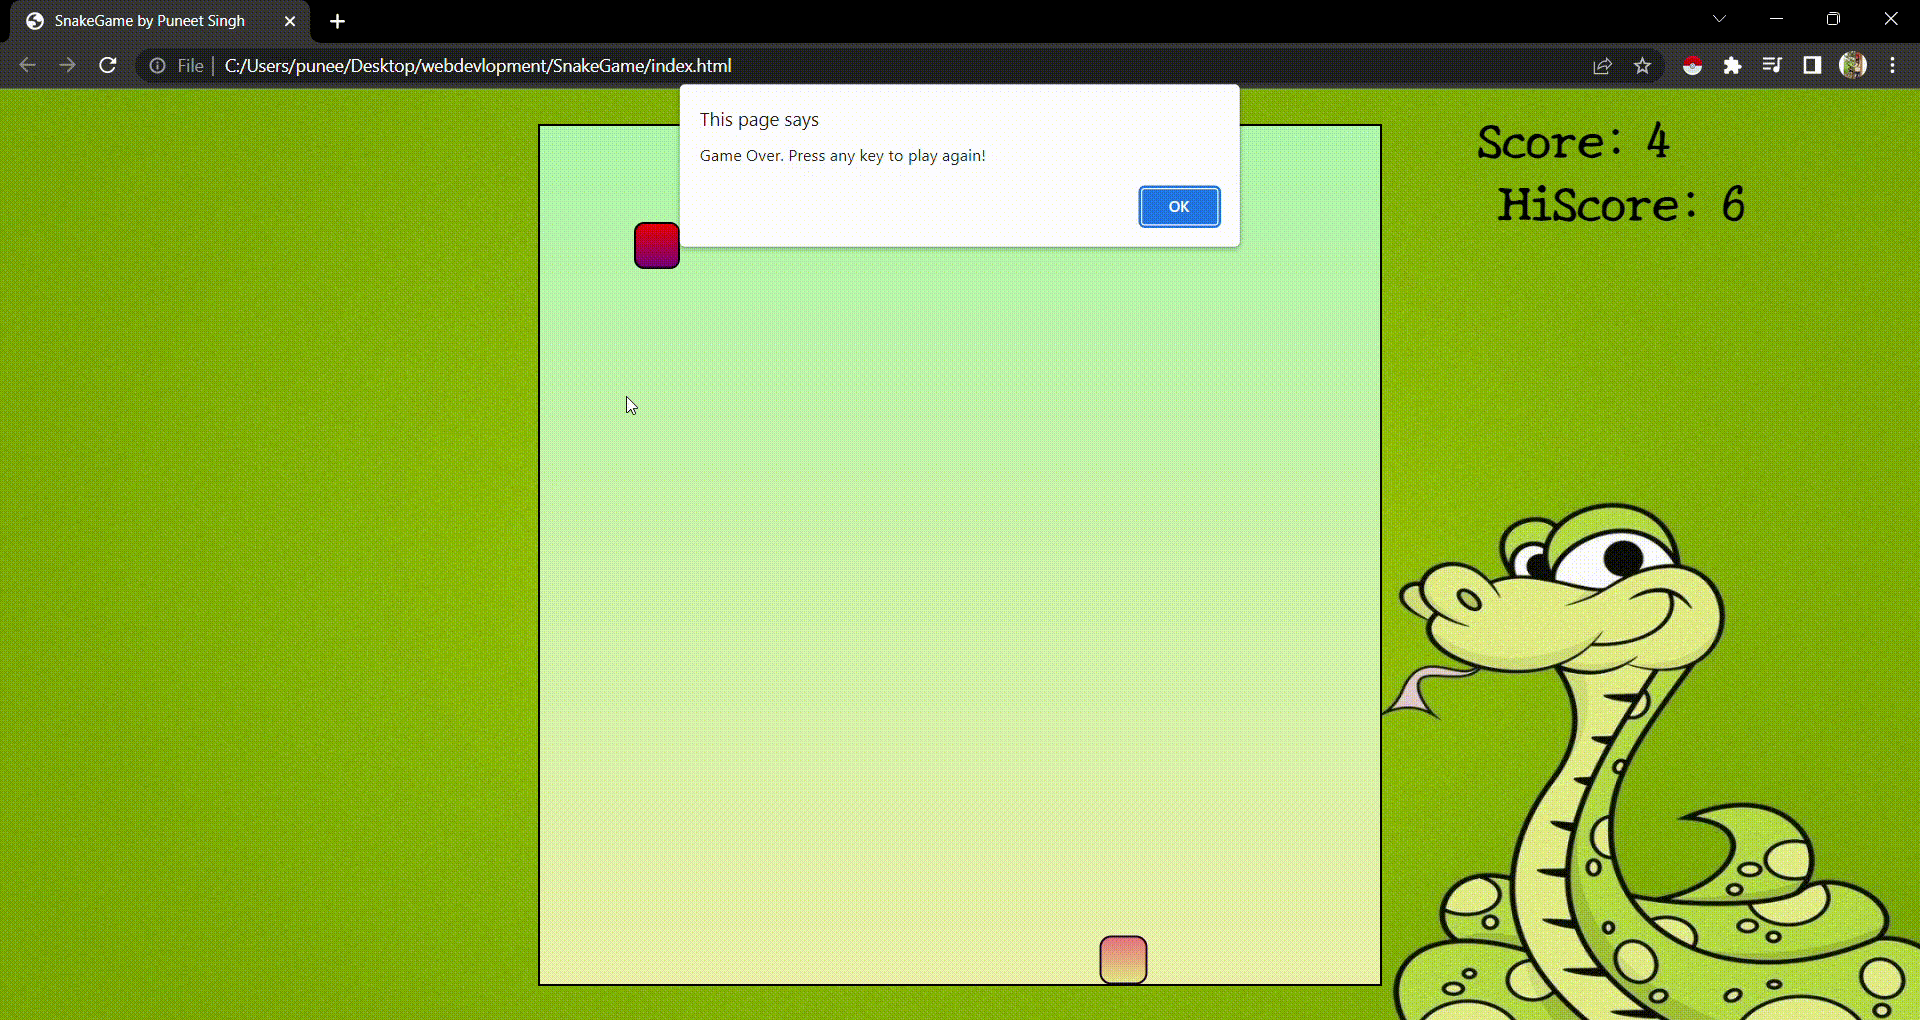 SnakeGame by Puneet Singh
File | C:/Users/punee/Desktop/webdevlopment/SnakeGame/index.html
This page says
Game Over. Press any key to play again!
OK
Score: 4
HiScore: 6